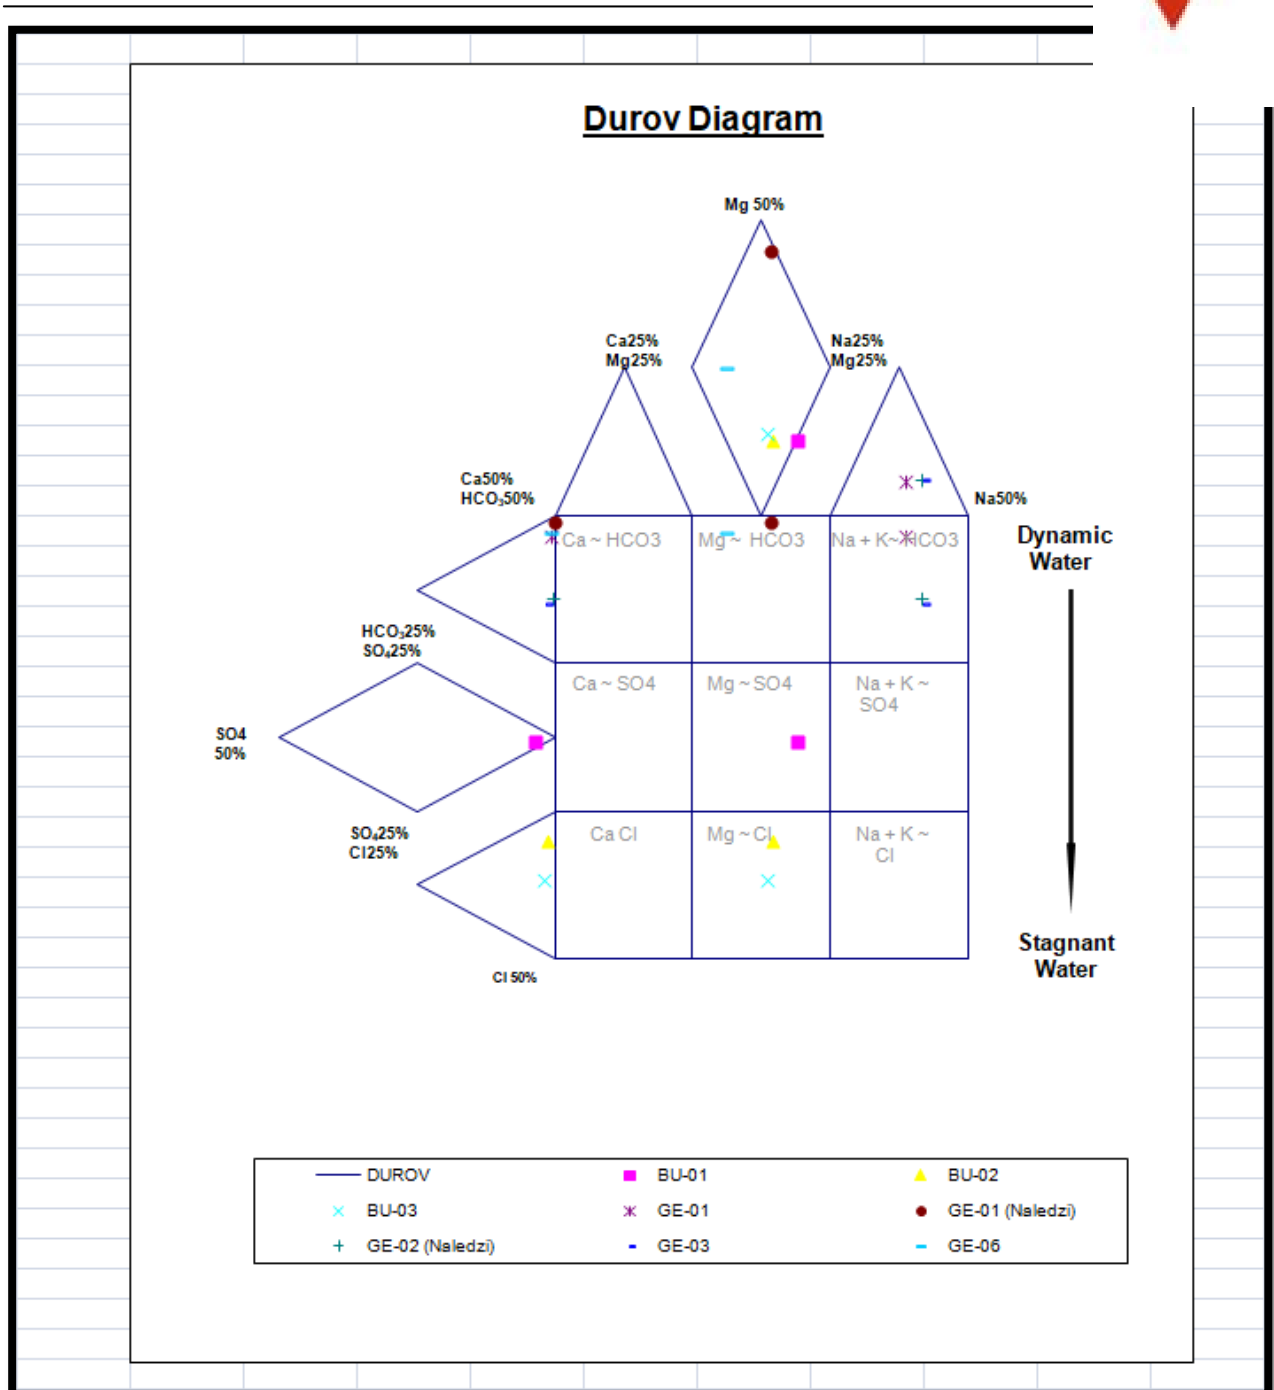 Durov Diagram
Mg 50%
Ca25%
Mg25%
Na25%
Mg25%
Ca50%
HCO₃50%
Na50%
Dynamic
Water
Ca ~ HCO3
Mg ~ HCO3
Na + K~ HCO3
HCO₃25%
SO₄25%
Ca ~ SO4
Mg ~ SO4
Na + K ~
SO4
SO4
50%
SO₄25%
Cl25%
Ca Cl
Mg ~ Cl
Na + K ~
Cl
Stagnant
Water
Cl 50%
DUROV
BU-01
BU-02
BU-03
GE-01
GE-01 (Naledzi)
GE-02 (Naledzi)
GE-03
GE-06